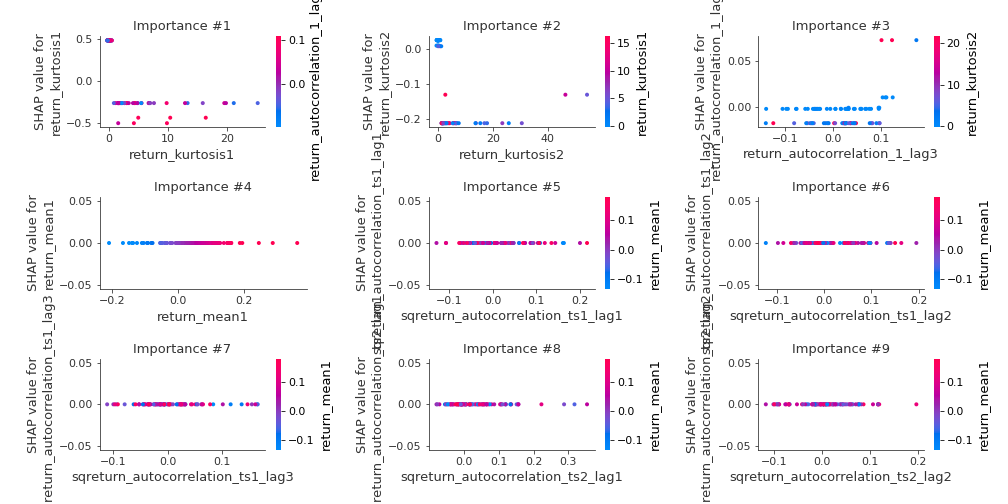 Importance #1
SHAP value for
return_kurtosis1
0.5
0.0
−0.5
0
10
20
return_kurtosis1
0.1
0.0
return_autocorrelation_1_lag3
Importance #2
SHAP value for
return_kurtosis2
0.0
−0.1
−0.2
0
20
40
return_kurtosis2
15
10
5
0
return_kurtosis1
Importance #3
SHAP value for
return_autocorrelation_1_lag3
0.05
0.00
−0.1
0.0
0.1
return_autocorrelation_1_lag3
20
10
0
return_kurtosis2
Importance #4
SHAP value for
return_mean1
0.05
0.00
−0.05
−0.2
0.0
0.2
return_mean1
Importance #5
SHAP value for
sqreturn_autocorrelation_ts1_lag1
0.05
0.00
−0.05
−0.1
0.0
0.1
0.2
sqreturn_autocorrelation_ts1_lag1
0.1
0.0
−0.1
return_mean1
Importance #6
SHAP value for
sqreturn_autocorrelation_ts1_lag2
0.05
0.00
−0.05
−0.1
0.0
0.1
0.2
sqreturn_autocorrelation_ts1_lag2
0.1
0.0
−0.1
return_mean1
Importance #7
SHAP value for
sqreturn_autocorrelation_ts1_lag3
0.05
0.00
−0.05
−0.1
0.0
0.1
sqreturn_autocorrelation_ts1_lag3
0.1
0.0
−0.1
return_mean1
Importance #8
SHAP value for
sqreturn_autocorrelation_ts2_lag1
0.05
0.00
−0.05
0.0
0.1
0.2
0.3
sqreturn_autocorrelation_ts2_lag1
0.1
0.0
−0.1
return_mean1
Importance #9
SHAP value for
sqreturn_autocorrelation_ts2_lag2
0.05
0.00
−0.05
−0.1
0.0
0.1
0.2
sqreturn_autocorrelation_ts2_lag2
0.1
0.0
−0.1
return_mean1